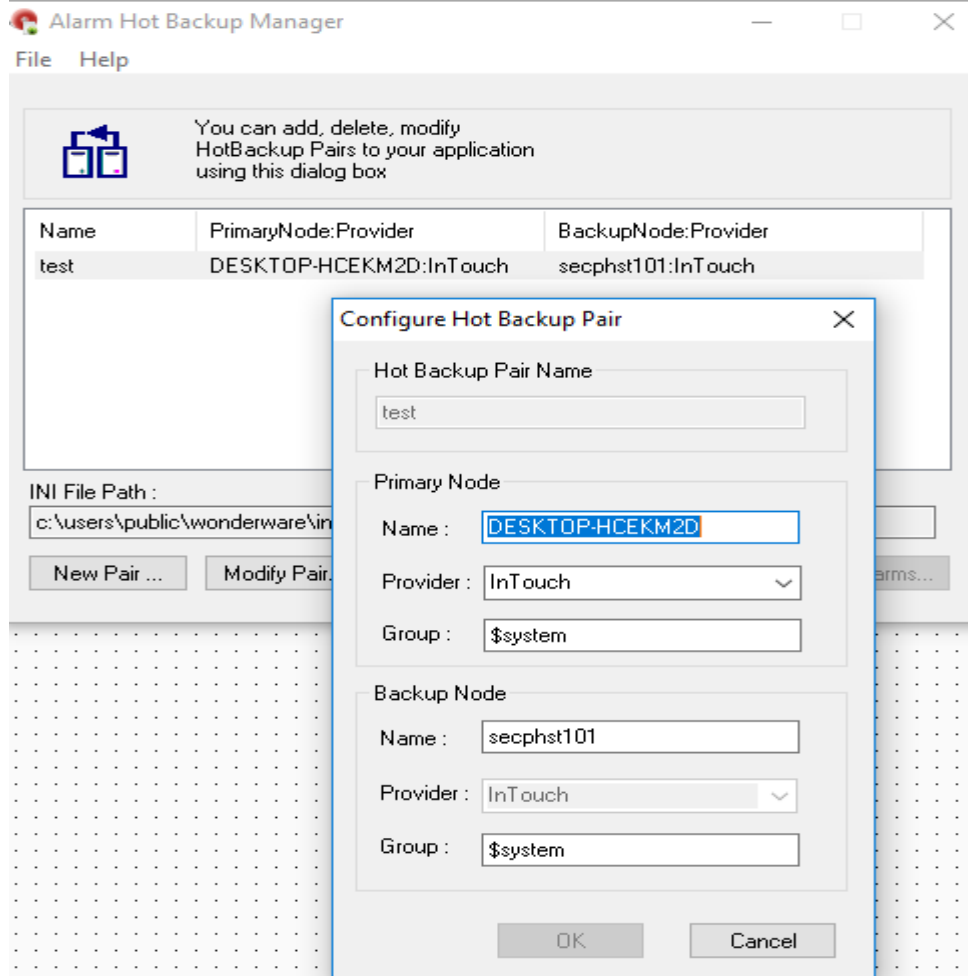 Alarm Hot Backup Manager
File Help
You can add, delete, modify
HotBackup Pairs to your application
using this dialog box
Name PrimaryNode:Provider BackupNode:Provider
test DESKTOP-HCEKM2D:InTouch secphst101:InTouch
INI File Path :
c:\users\public\wonderware\in
New Pair ... Modify Pair. arms...
Configure Hot Backup Pair
Hot Backup Pair Name
test
Primary Node
Name : DESKTOP-HCEKM2D
Provider : InTouch
Group : $system
Backup Node
Name : secphst101
Provider : InTouch
Group : $system
OK Cancel